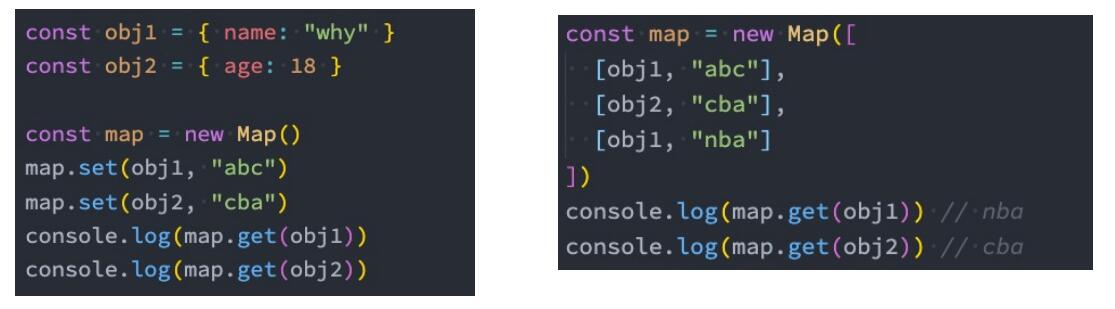 const obj1 = { name: "why" }
const obj2 = { age: 18 }
const map = new Map()
map.set(obj1, "abc")
map.set(obj2, "cba")
console.log(map.get(obj1))
console.log(map.get(obj2))
const map = new Map([
[obj1, "abc"],
[obj2, "cba"],
[obj1, "nba"]
])
console.log(map.get(obj1)) // nba
console.log(map.get(obj2)) // cba